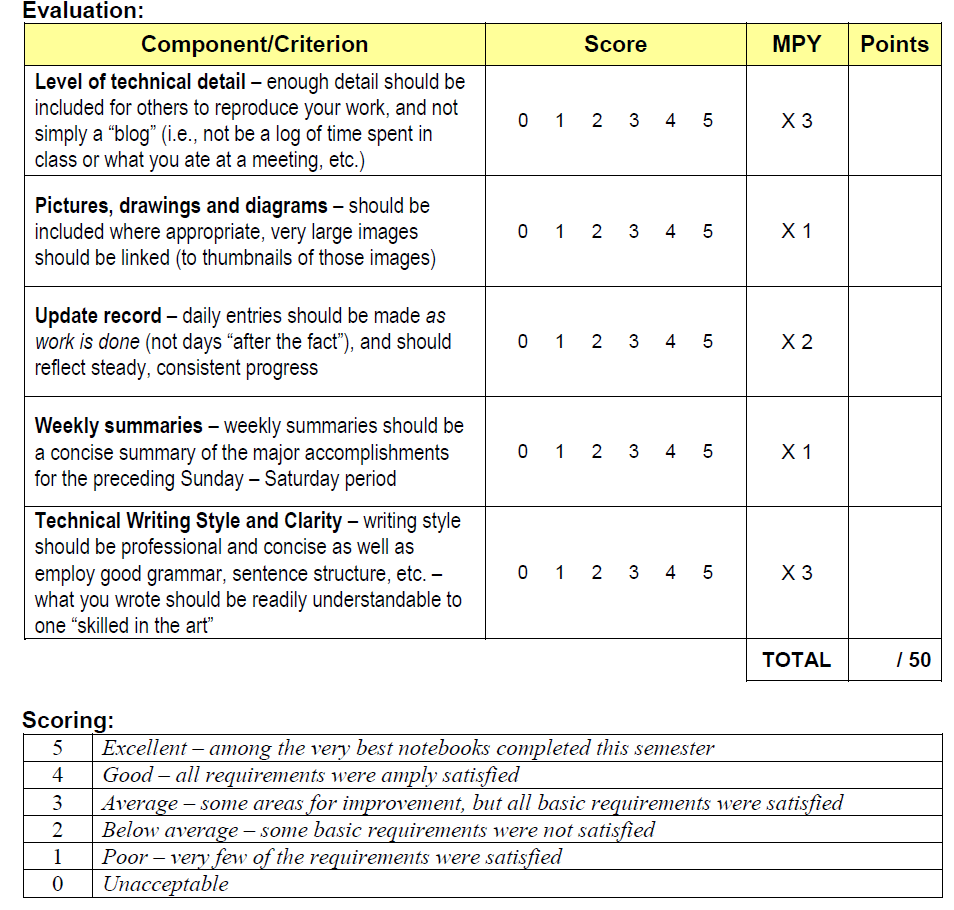 Evaluation:
Component/Criterion Score MPY Points
Level of technical detail – enough detail should be
included for others to reproduce your work, and not
simply a “blog” (i.e., not be a log of time spent in
class or what you ate at a meeting, etc.)
0 1 2 3 4 5 X 3
Pictures, drawings and diagrams – should be
included where appropriate, very large images
should be linked (to thumbnails of those images)
0 1 2 3 4 5 X 1
Update record – daily entries should be made as
work is done (not days “after the fact”), and should
reflect steady, consistent progress
0 1 2 3 4 5 X 2
Weekly summaries – weekly summaries should be
a concise summary of the major accomplishments
for the preceding Sunday – Saturday period
0 1 2 3 4 5 X 1
Technical Writing Style and Clarity – writing style
should be professional and concise as well as
employ good grammar, sentence structure, etc. –
what you wrote should be readily understandable to
one “skilled in the art”
0 1 2 3 4 5 X 3
TOTAL / 50
Scoring:
5 Excellent – among the very best notebooks completed this semester
4 Good – all requirements were amply satisfied
3 Average – some areas for improvement, but all basic requirements were satisfied
2 Below average – some basic requirements were not satisfied
1 Poor – very few of the requirements were satisfied
0 Unacceptable